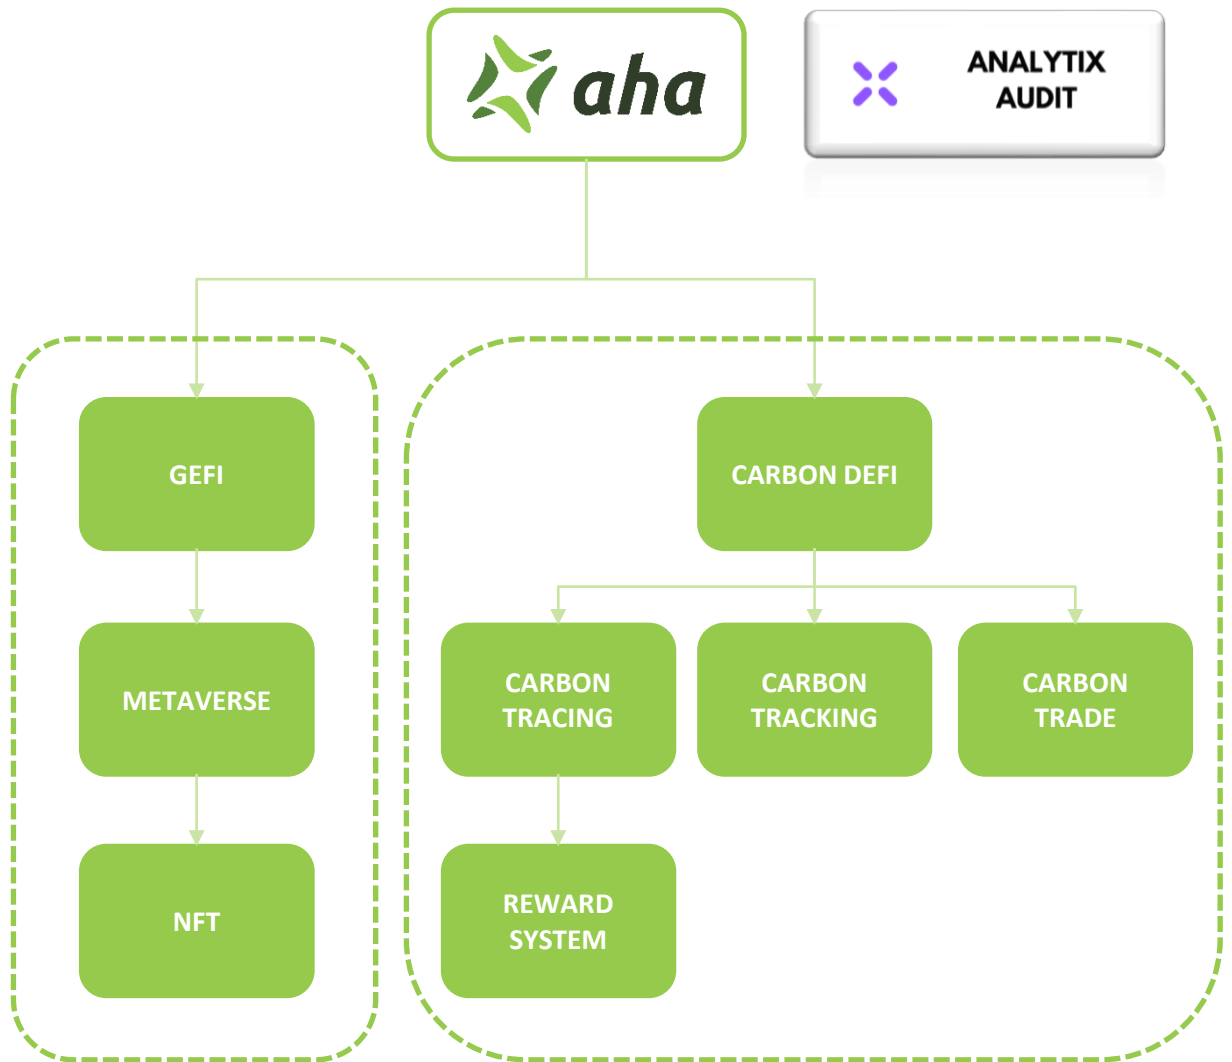 aha
ANALYTIX
AUDIT
GEFI
CARBON DEFI
METAVERSE
CARBON
TRACING
CARBON
TRACKING
CARBON
TRADE
NFT
REWARD
SYSTEM